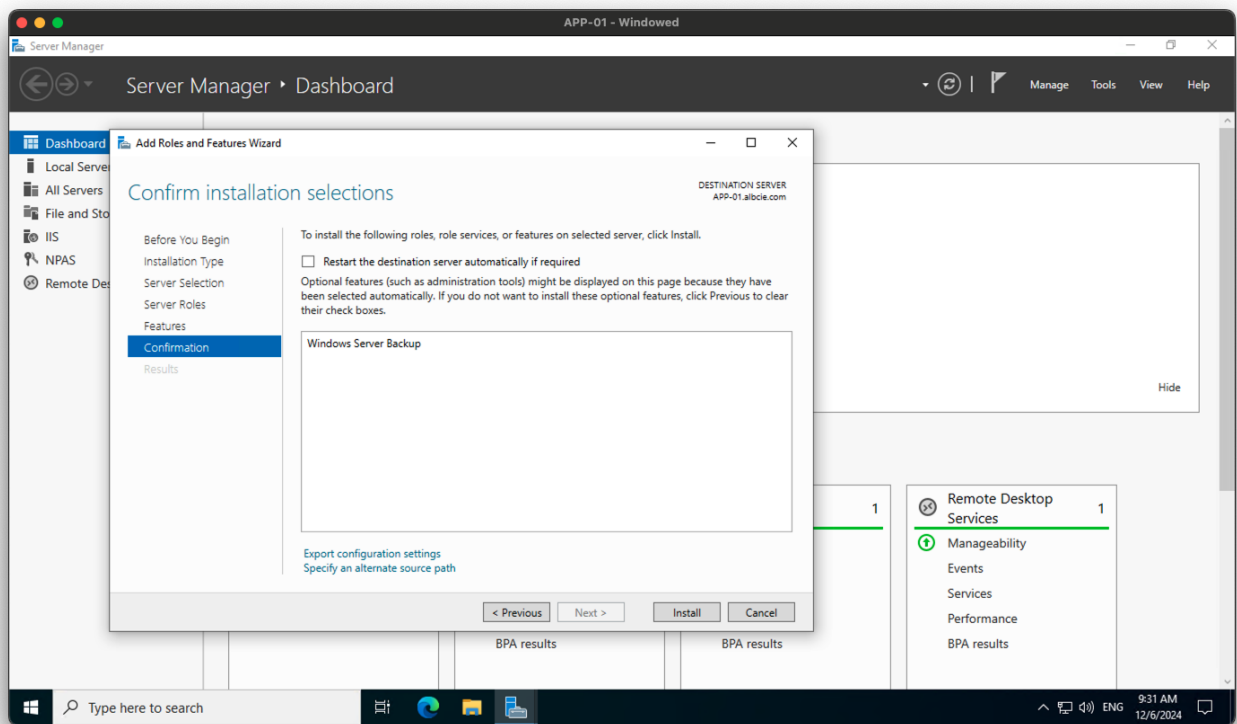 APP-01 - Windowed
Server Manager
Server Manager ‣ Dashboard
Manage
Tools
View
Help
Dashboard
Local Server
All Servers
File and Sto
IIS
NPAS
Remote Des
Add Roles and Features Wizard
Confirm installation selections
DESTINATION SERVER
APP-01.albcie.com
Before You Begin
Installation Type
Server Selection
Server Roles
Features
Confirmation
Results
To install the following roles, role services, or features on selected server, click Install.
Restart the destination server automatically if required
Optional features (such as administration tools) might be displayed on this page because they have
been selected automatically. If you do not want to install these optional features, click Previous to clear
their check boxes.
Windows Server Backup
Export configuration settings
Specify an alternate source path
< Previous
Next >
Install
Cancel
Hide
1
Remote Desktop
Services
1
Manageability
Events
Services
Performance
BPA results
BPA results
BPA results
Type here to search
ENG
9:31 AM
12/6/2024